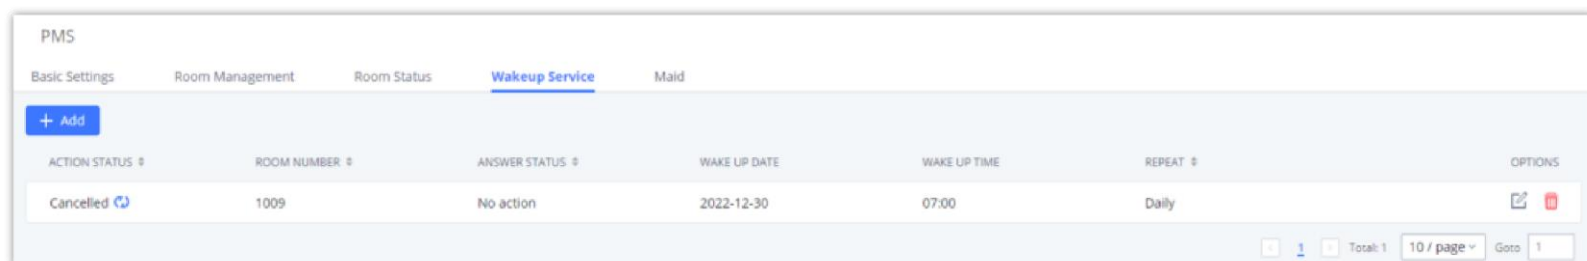 PMS
Basic Settings Room Management Room Status Wakeup Service Maid
+ Add
ACTION STATUS ROOM NUMBER ANSWER STATUS WAKE UP DATE WAKE UP TIME REPEAT OPTIONS
Cancelled 1009 No action 2022-12-30 07:00 Daily
1 Total: 1 10 / page Goto 1